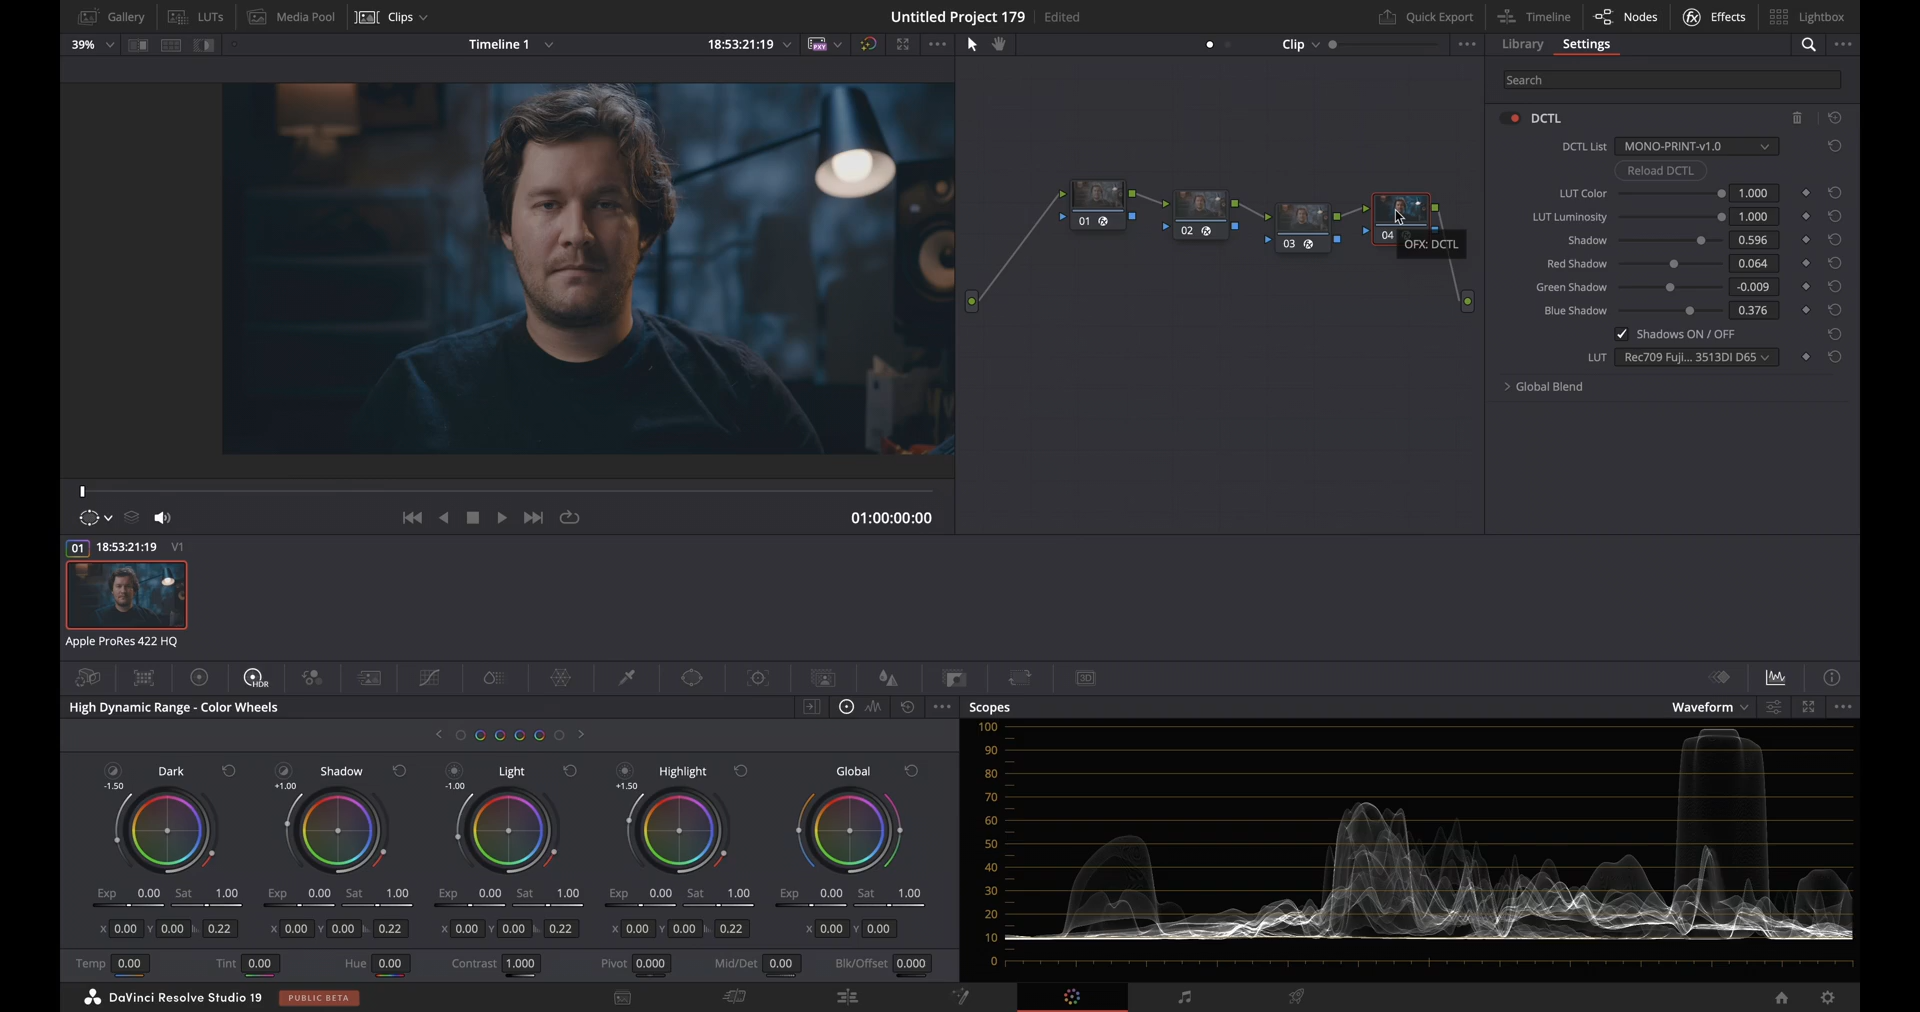 Gallery LUTs Media Pool Clips Untitled Project 179 Edited Quick Export Timeline Nodes Effects Lightbox
39% Timeline 1 18:53:21:19 PXY Clip Library Settings
Search
DCTL
DCTL List MONO-PRINT-v1.0
Reload DCTL
LUT Color 1.000
LUT Luminosity 1.000
Shadow 0.596
Red Shadow 0.064
Green Shadow -0.009
Blue Shadow 0.376
Shadows ON / OFF
LUT Rec709 Fuji... 3513DI D65
Global Blend
01
02
03
04
OFX: DCTL
01:00:00:00
01 18:53:21:19 V1
Apple ProRes 422 HQ
HDR
3D
High Dynamic Range - Color Wheels
Scopes Waveform
Dark Shadow Light Highlight Global
-1.50 +1.00 -1.00 +1.50
Exp 0.00 Sat 1.00 Exp 0.00 Sat 1.00 Exp 0.00 Sat 1.00 Exp 0.00 Sat 1.00 Exp 0.00 Sat 1.00
X 0.00 Y 0.00 0.22 X 0.00 Y 0.00 0.22 X 0.00 Y 0.00 0.22 X 0.00 Y 0.00 0.22 X 0.00 Y 0.00
Temp 0.00 Tint 0.00 Hue 0.00 Contrast 1.000 Pivot 0.000 Mid/Det 0.00 Blk/Offset 0.000
100
90
80
70
60
50
40
30
20
10
0
DaVinci Resolve Studio 19 PUBLIC BETA